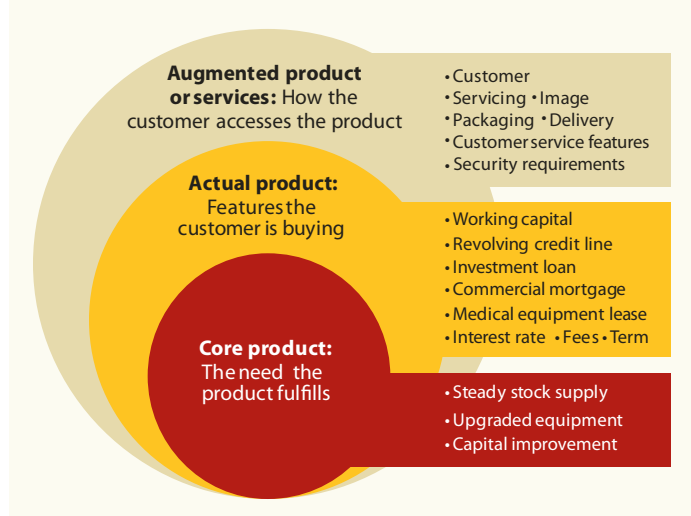 Augmented product
or services: How the
customer accesses the product
• Customer
• Servicing • Image
• Packaging • Delivery
• Customer service features
• Security requirements
Actual product:
Features the
customer is buying
• Working capital
• Revolving credit line
• Investment loan
• Commercial mortgage
• Medical equipment lease
• Interest rate • Fees • Term
Core product:
The need the
product fulfills
• Steady stock supply
• Upgraded equipment
• Capital improvement